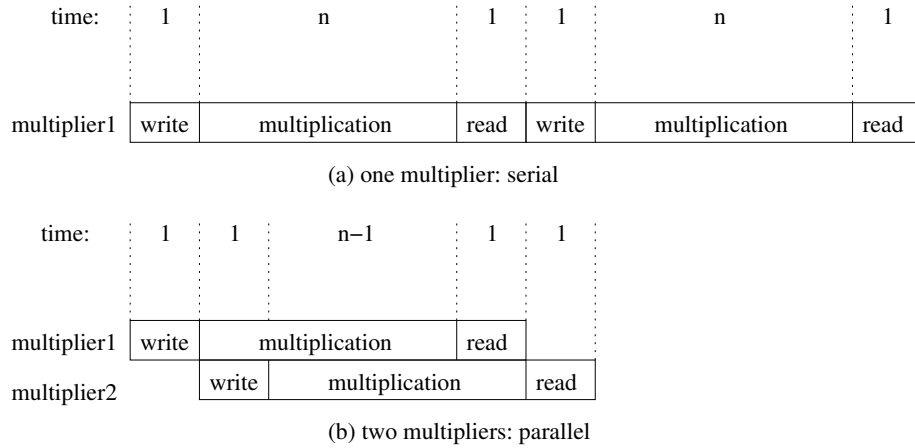 time: 1 n 1 1 n 1
multiplier1 write multiplication read write multiplication read
(a) one multiplier: serial
time: 1 1 n−1 1 1
multiplier1 write multiplication read
multiplier2 write multiplication read
(b) two multipliers: parallel